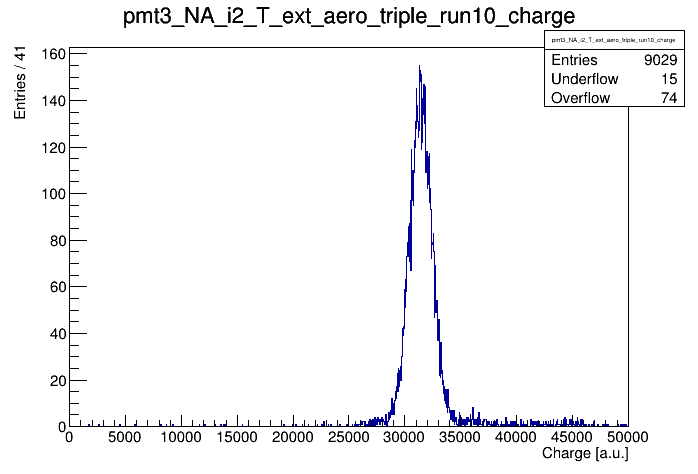 pmt3_NA_i2_T_ext_aero_triple_run10_charge
pmt3_NA_i2_T_ext_aero_triple_run10_charge
Entries 9029
Underflow 15
Overflow 74
Entries / 41
160
140
120
100
80
60
40
20
0
0 5000 10000 15000 20000 25000 30000 35000 40000 45000 50000
Charge [a.u.]